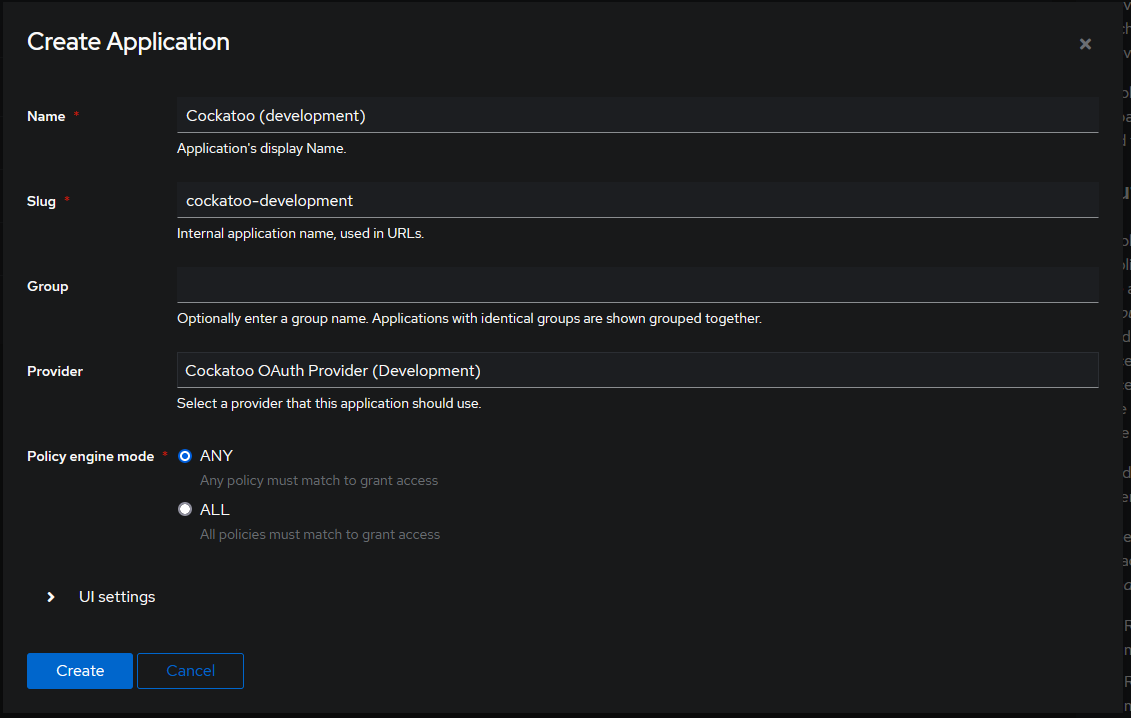 Create Application
×
Name *
Cockatoo (development)
Application's display Name.
Slug *
cockatoo-development
Internal application name, used in URLs.
Group
Optionally enter a group name. Applications with identical groups are shown grouped together.
Provider
Cockatoo OAuth Provider (Development)
Select a provider that this application should use.
Policy engine mode *
ANY
Any policy must match to grant access
ALL
All policies must match to grant access
UI settings
Create
Cancel